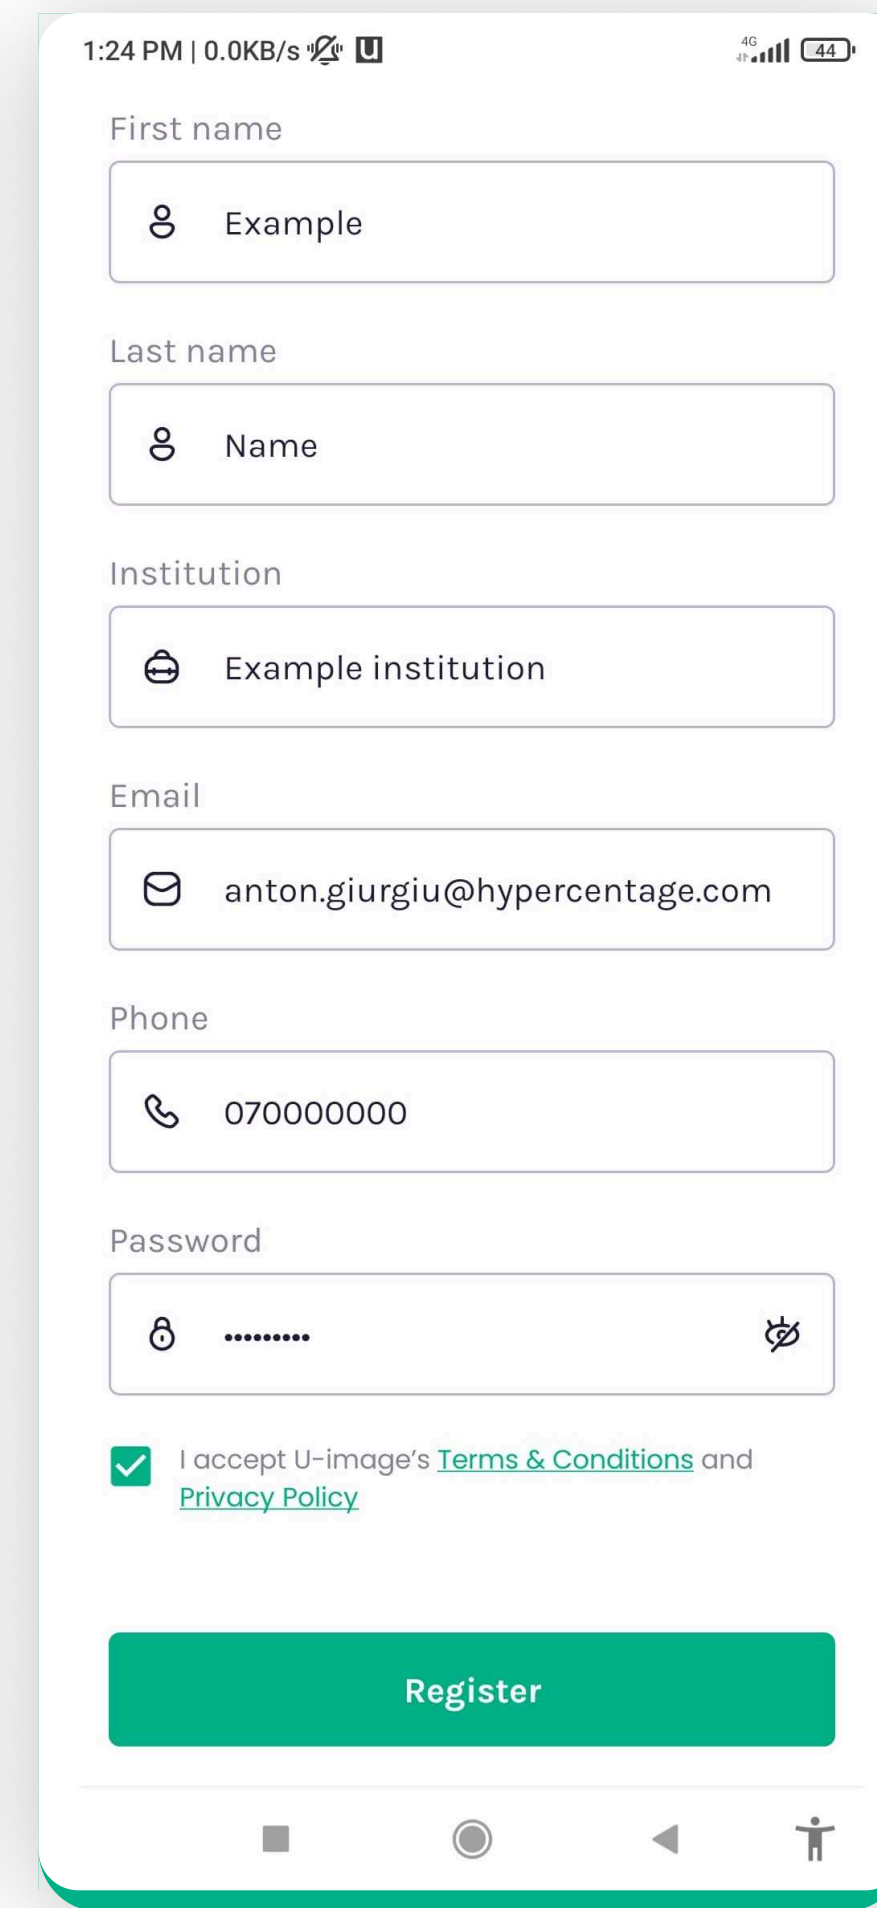 1:24 PM | 0.0KB/s U 4G 44
First name
Example
Last name
Name
Institution
Example institution
Email
anton.giurgiu@hypercentage.com
Phone
070000000
Password
•••••••••
I accept U-image’s Terms & Conditions and
Privacy Policy
Register